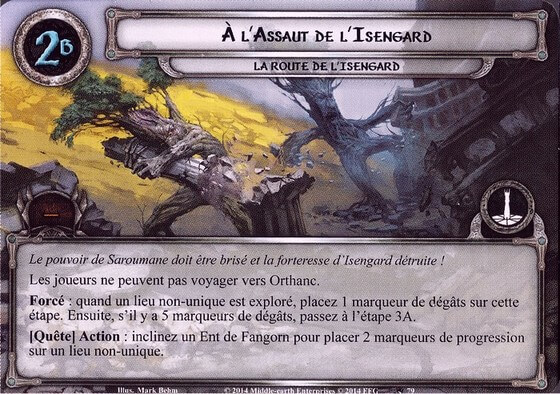 2B
À L'ASSAUT DE L'ISENGARD
LA ROUTE DE L'ISENGARD
Le pouvoir de Saroumane doit être brisé et la forteresse d'Isengard détruite !
Les joueurs ne peuvent pas voyager vers Orthanc.
Forcé : quand un lieu non-unique est exploré, placez 1 marqueur de dégâts sur cette
étape. Ensuite, s'il y a 5 marqueurs de dégâts, passez à l'étape 3A.
[Quête] Action : inclinez un Ent de Fangorn pour placer 2 marqueurs de progression
sur un lieu non-unique.
Illus. Mark Behm © 2014 Middle-earth Enterprises © 2014 FFG 79